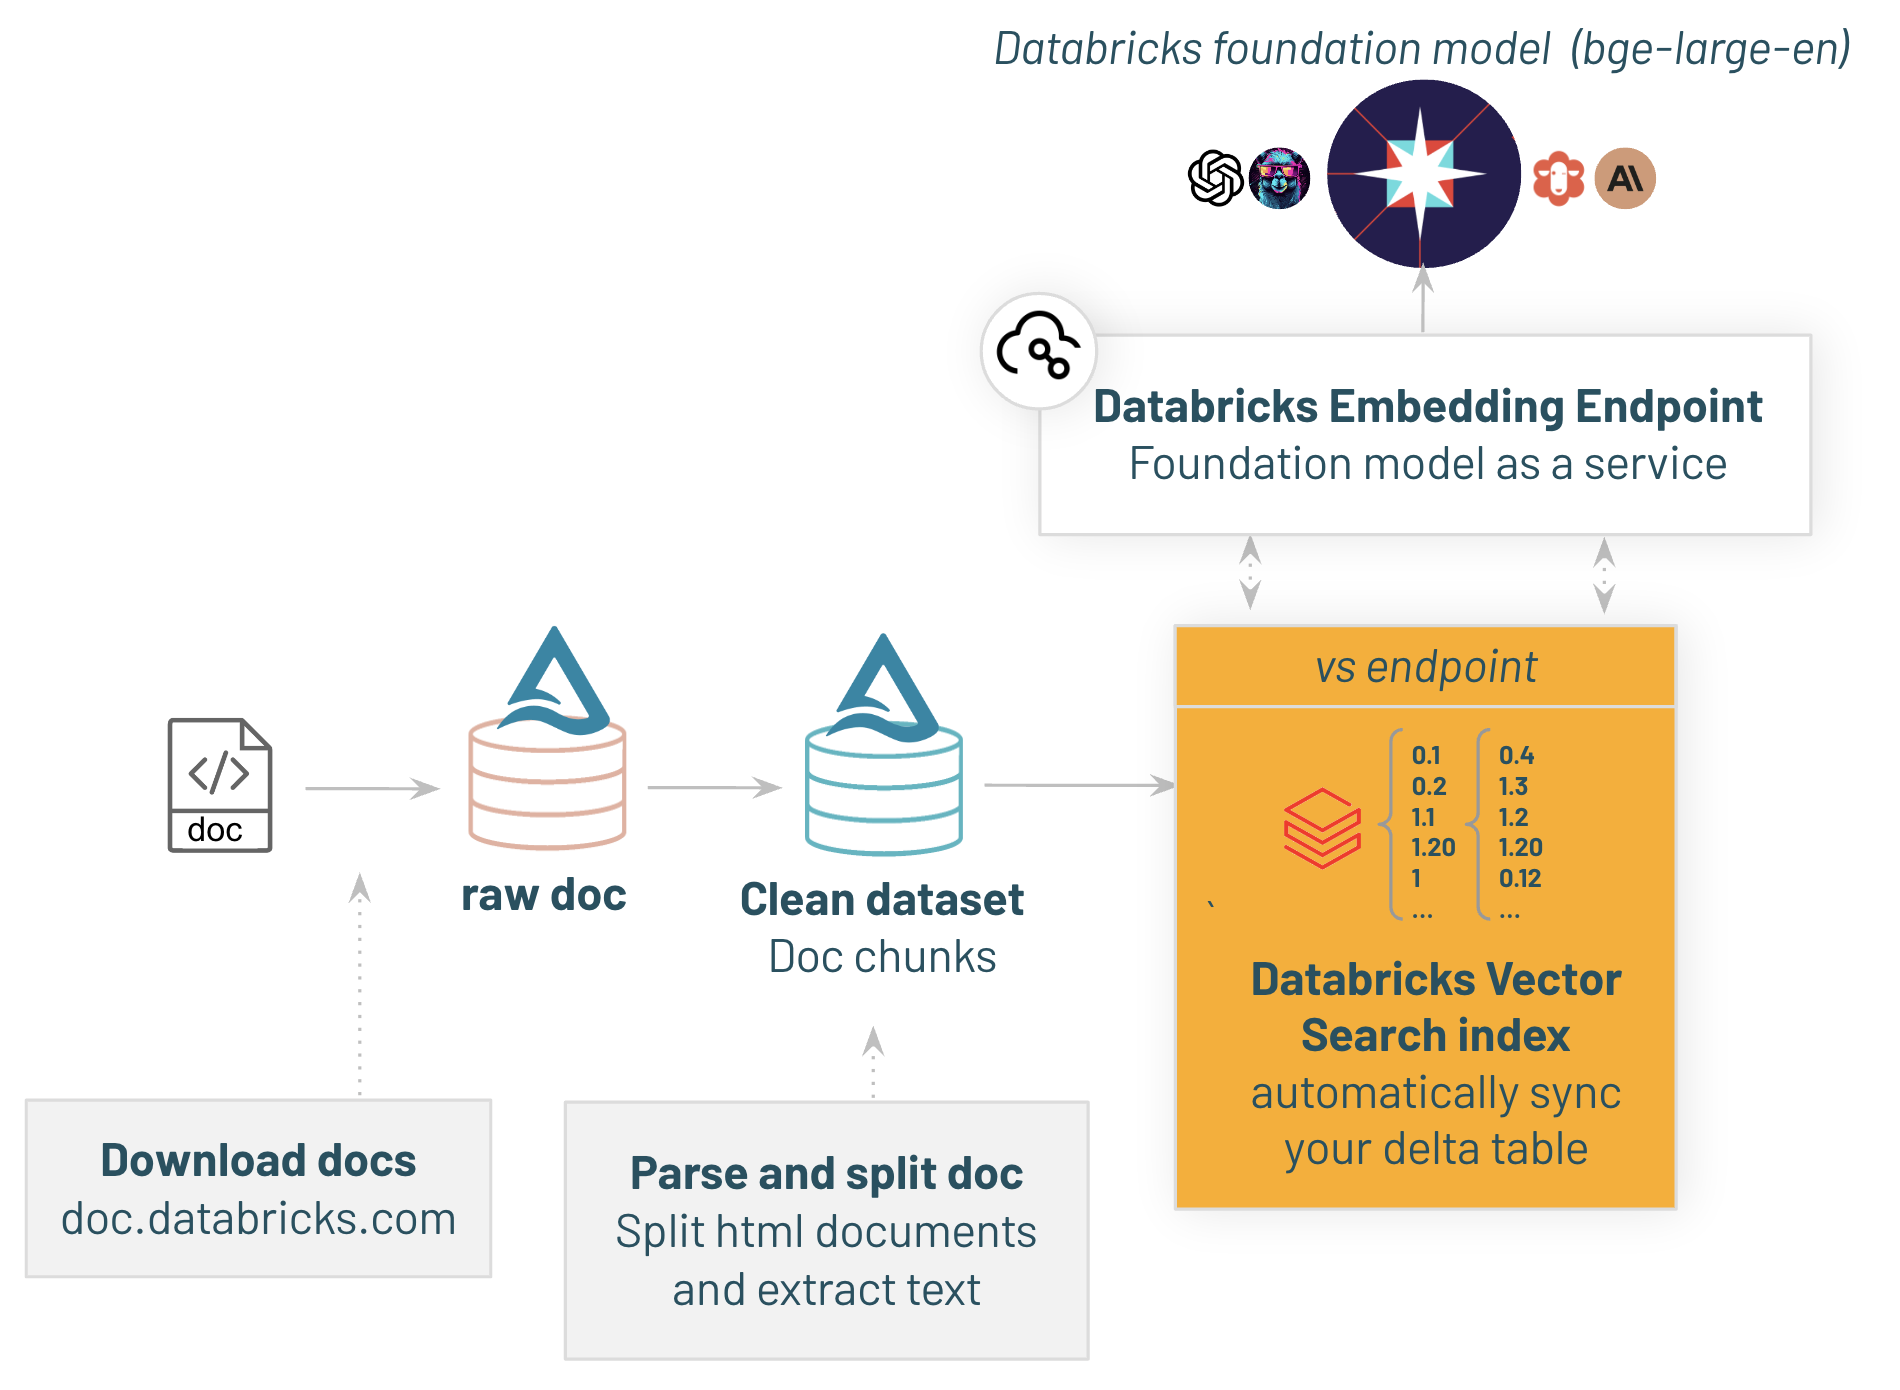 Databricks foundation model (bge-large-en)
A\
Databricks Embedding Endpoint
Foundation model as a service
vs endpoint
0.1
0.2
1.1
1.20
1
...
0.4
1.3
1.2
1.20
0.12
...
`
Databricks Vector
Search index
automatically sync
your delta table
doc
raw doc
Clean dataset
Doc chunks
Download docs
doc.databricks.com
Parse and split doc
Split html documents
and extract text